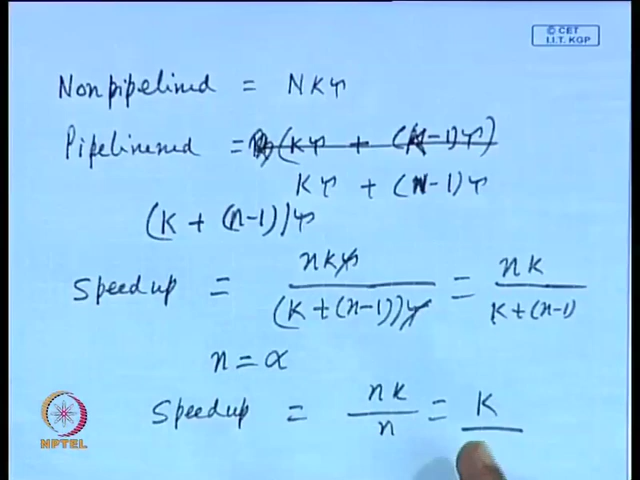 © CET
I.I.T. KGP
Nonpipelined = NKτ
Pipelinened = (Kτ + (K-1)τ)
Kτ + (N-1)τ
(K + (n-1))τ
Speedup = nKτ / (K+(n-1))τ = nK / K+(n-1)
n = α
Speedup = nK / n = K
NPTEL